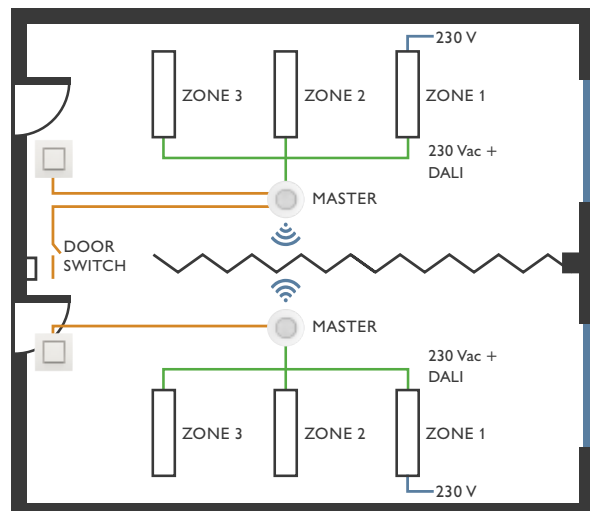 230 V
ZONE 3
ZONE 2
ZONE 1
230 Vac +
DALI
MASTER
DOOR
SWITCH
MASTER
230 Vac +
DALI
ZONE 3
ZONE 2
ZONE 1
230 V